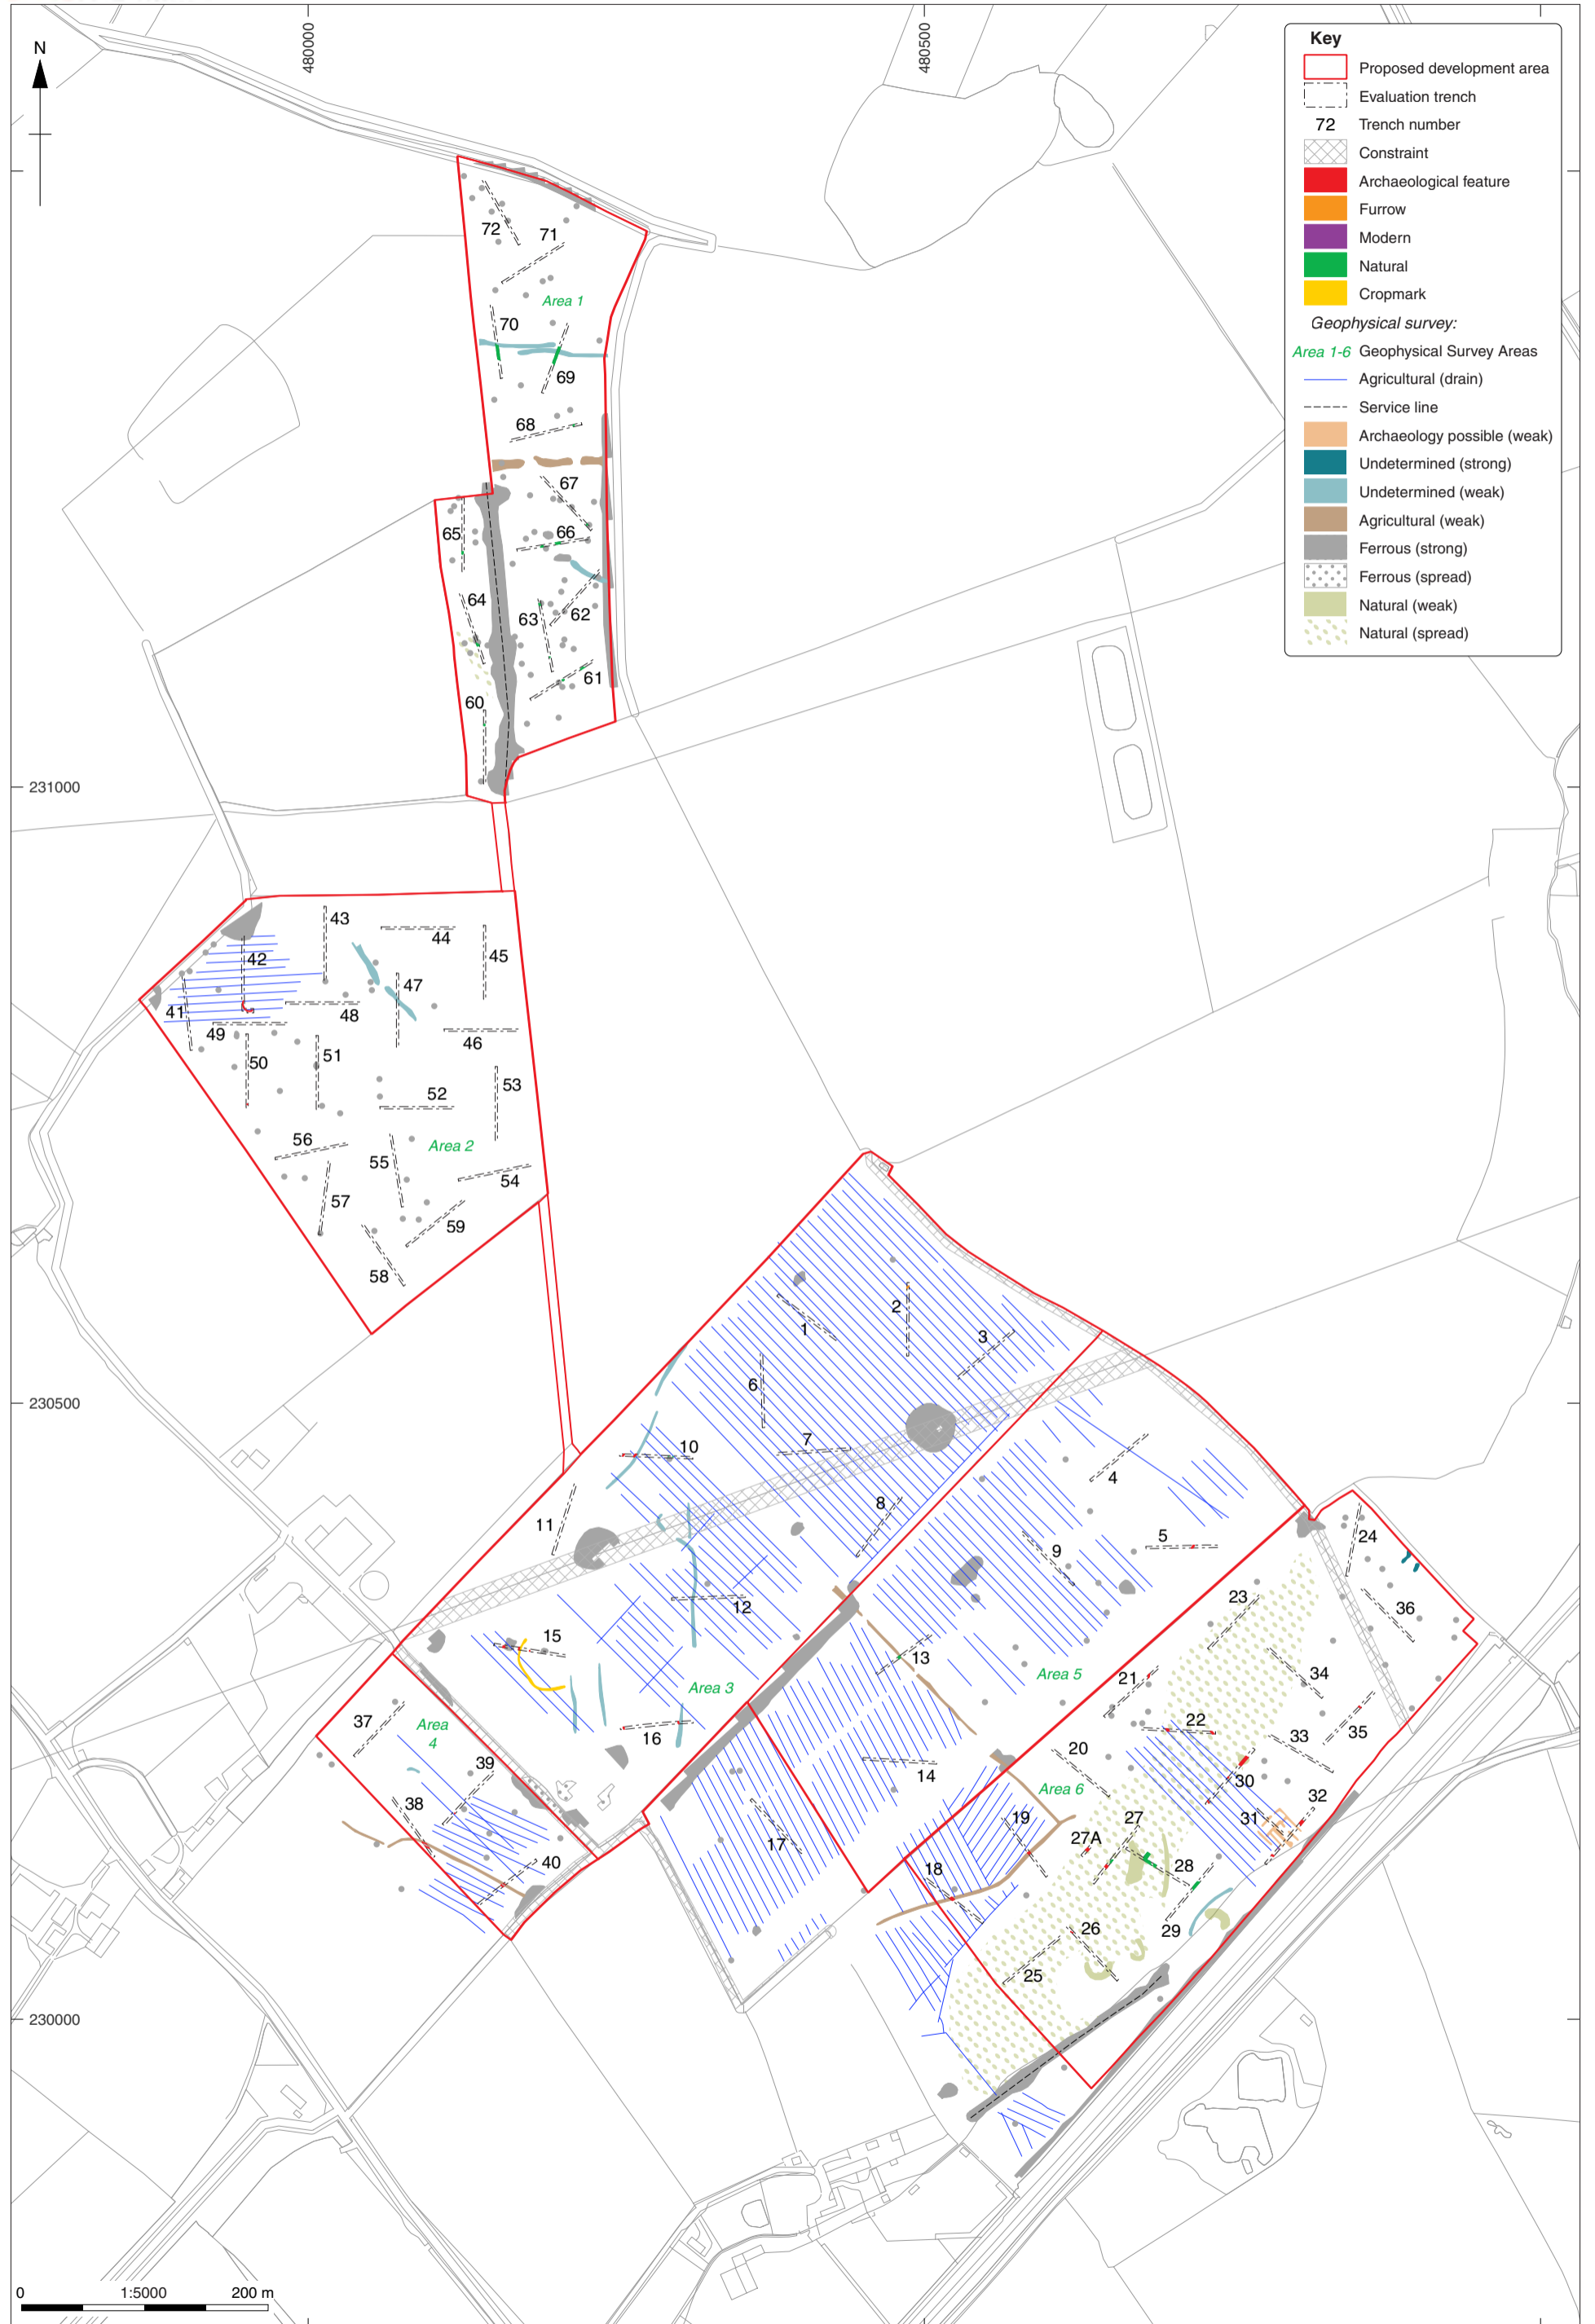 480000
480500
N
Key
Proposed development area
Evaluation trench
72 Trench number
Constraint
Archaeological feature
Furrow
Modern
Natural
Cropmark
Geophysical survey:
Area 1-6 Geophysical Survey Areas
Agricultural (drain)
Service line
Archaeology possible (weak)
Undetermined (strong)
Undetermined (weak)
Agricultural (weak)
Ferrous (strong)
Ferrous (spread)
Natural (weak)
Natural (spread)
72
71
Area 1
70
69
68
67
65
66
64
63
62
61
60
231000
43
44
42
45
47
41
48
49
46
50
51
53
52
56
Area 2
55
54
57
59
58
2
1
3
6
230500
7
10
4
8
11
5
9
24
23
36
12
15
13
34
Area 5
21
Area 3
37
Area
4
22
35
16
33
39
20
14
30
Area 6
32
38
31
19
27
17
27A
40
28
18
26
29
25
230000
0 1:5000 200 m